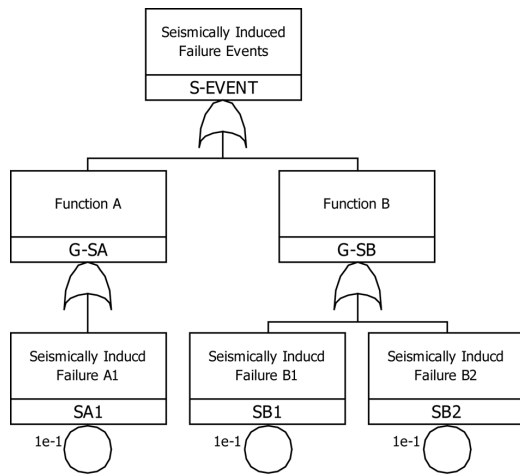 Seismically Induced
Failure Events
S-EVENT
Function A
G-SA
Function B
G-SB
Seismically Inducd
Failure A1
SA1
1e-1
Seismically Inducd
Failure B1
SB1
1e-1
Seismically Inducd
Failure B2
SB2
1e-1